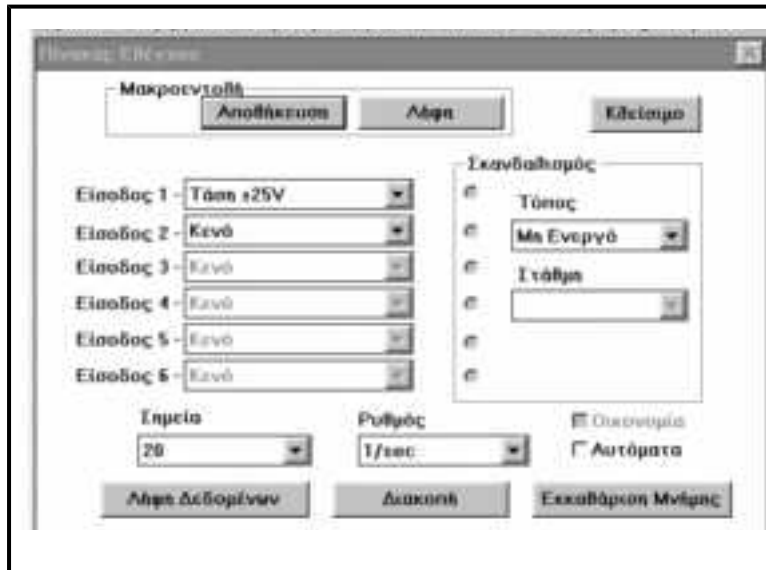 Πίνακας Ελέγχου
Μακροεντολή
Αποθήκευση Λήψη Κλείσιμο
Σκανδαλισμός
Είσοδος 1 - Τάση ±25V
Τύπος
Είσοδος 2 - Κενό
Μη Ενεργό
Είσοδος 3 - Κενό
Στάθμη
Είσοδος 4 - Κενό
Είσοδος 5 - Κενό
Είσοδος 6 - Κενό
Σημεία Ρυθμός Οικονομία
20 1/sec Αυτόματα
Λήψη Δεδομένων Διακοπή Εκκαθάριση Μνήμης